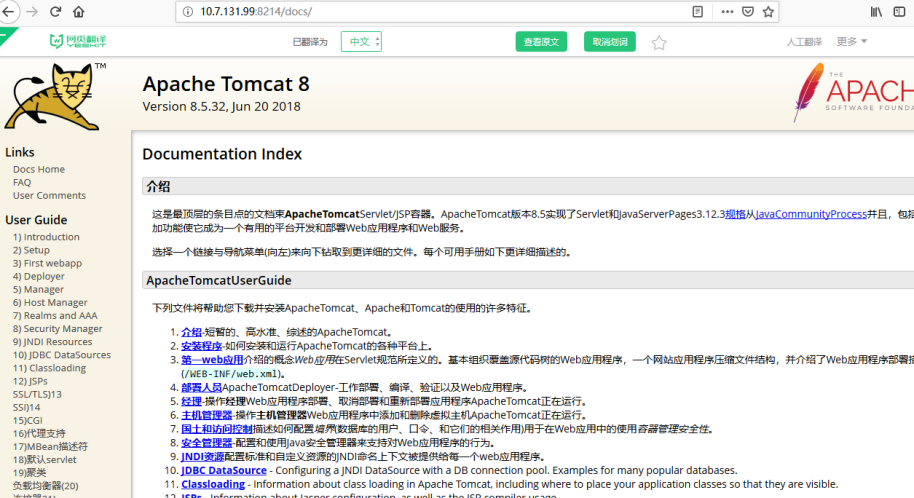 10.7.131.99:8214/docs/
网页翻译
YEEKIT
已翻译为
中文
查看原文
取消划词
人工翻译
更多
TM
Apache Tomcat 8
Version 8.5.32, Jun 20 2018
THE
APACH
SOFTWARE FOUNDA
Links
Docs Home
FAQ
User Comments
User Guide
1) Introduction
2) Setup
3) First webapp
4) Deployer
5) Manager
6) Host Manager
7) Realms and AAA
8) Security Manager
9) JNDI Resources
10) JDBC DataSources
11) Classloading
12) JSPs
SSL/TLS)13
SSI)14
15)CGI
16)代理支持
17)MBean描述符
18)默认servlet
19)聚类
负载均衡器(20)
Documentation Index
介绍
这是最顶层的条目点的文档束ApacheTomcatServlet/JSP容器。ApacheTomcat版本8.5实现了Servlet和JavaServerPages3.12.3规格从JavaCommunityProcess并且，包括
加功能使它成为一个有用的平台开发和部署Web应用程序和Web服务。
选择一个链接与导航菜单(向左)来向下钻取到更详细的文件。每个可用手册如下更详细描述的。
ApacheTomcatUserGuide
下列文件将帮助您下载并安装ApacheTomcat、Apache和Tomcat的使用的许多特征。
1. 介绍-短暂的、高水准、综述的ApacheTomcat。
2. 安装程序-如何安装和运行ApacheTomcat的各种平台上。
3. 第一web应用介绍的概念Web应用在Servlet规范所定义的。基本组织覆盖源代码树的Web应用程序，一个网站应用程序压缩文件结构，并介绍了Web应用程序部署描
(/WEB-INF/web.xml)。
4. 部署人员ApacheTomcatDeployer-工作部署、编译、验证以及Web应用程序。
5. 经理-操作经理Web应用程序部署、取消部署和重新部署应用程序ApacheTomcat正在运行。
6. 主机管理器-操作主机管理器Web应用程序中添加和删除虚拟主机ApacheTomcat正在运行。
7. 国土和访问控制描述如何配置境界(数据库的用户、口令、和它们的相关作用)用于在Web应用中的使用容器管理安全性。
8. 安全管理器-配置和使用Java安全管理器来支持对Web应用程序的行为。
9. JNDI资源配置标准和自定义资源的JNDI命名上下文被提供给每一个web应用程序。
10. JDBC DataSource - Configuring a JNDI DataSource with a DB connection pool. Examples for many popular databases.
11. Classloading - Information about class loading in Apache Tomcat, including where to place your application classes so that they are visible.
12. JSPs - Information about Jasper configuration, as well as the JSP compiler usage.